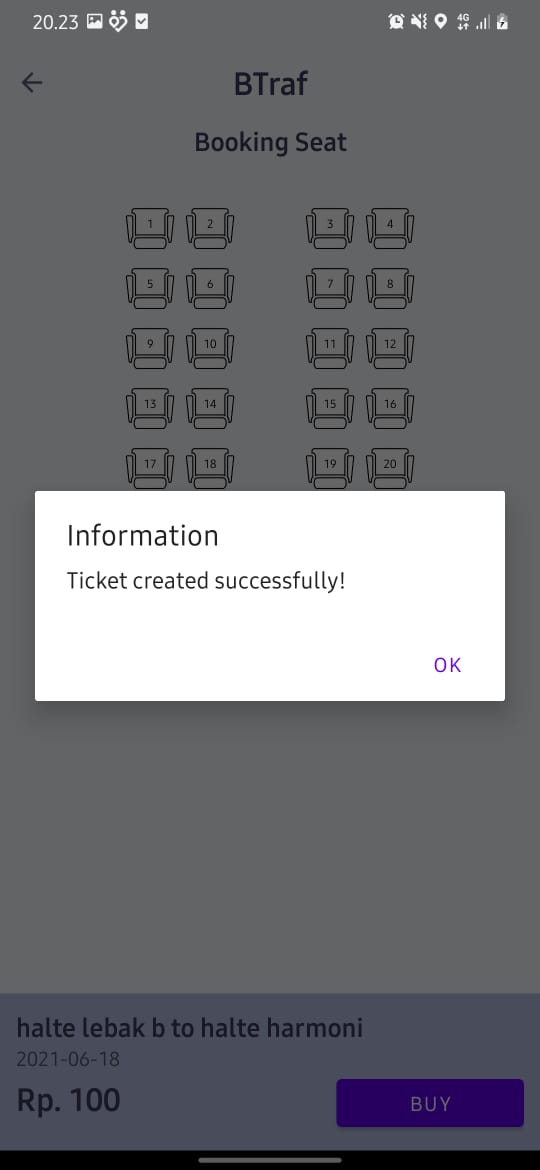 20.23 4G
BTraf
Booking Seat
1 2 3 4
5 6 7 8
9 10 11 12
13 14 15 16
17 18 19 20
Information
Ticket created successfully!
OK
halte lebak b to halte harmoni
2021-06-18
Rp. 100
BUY